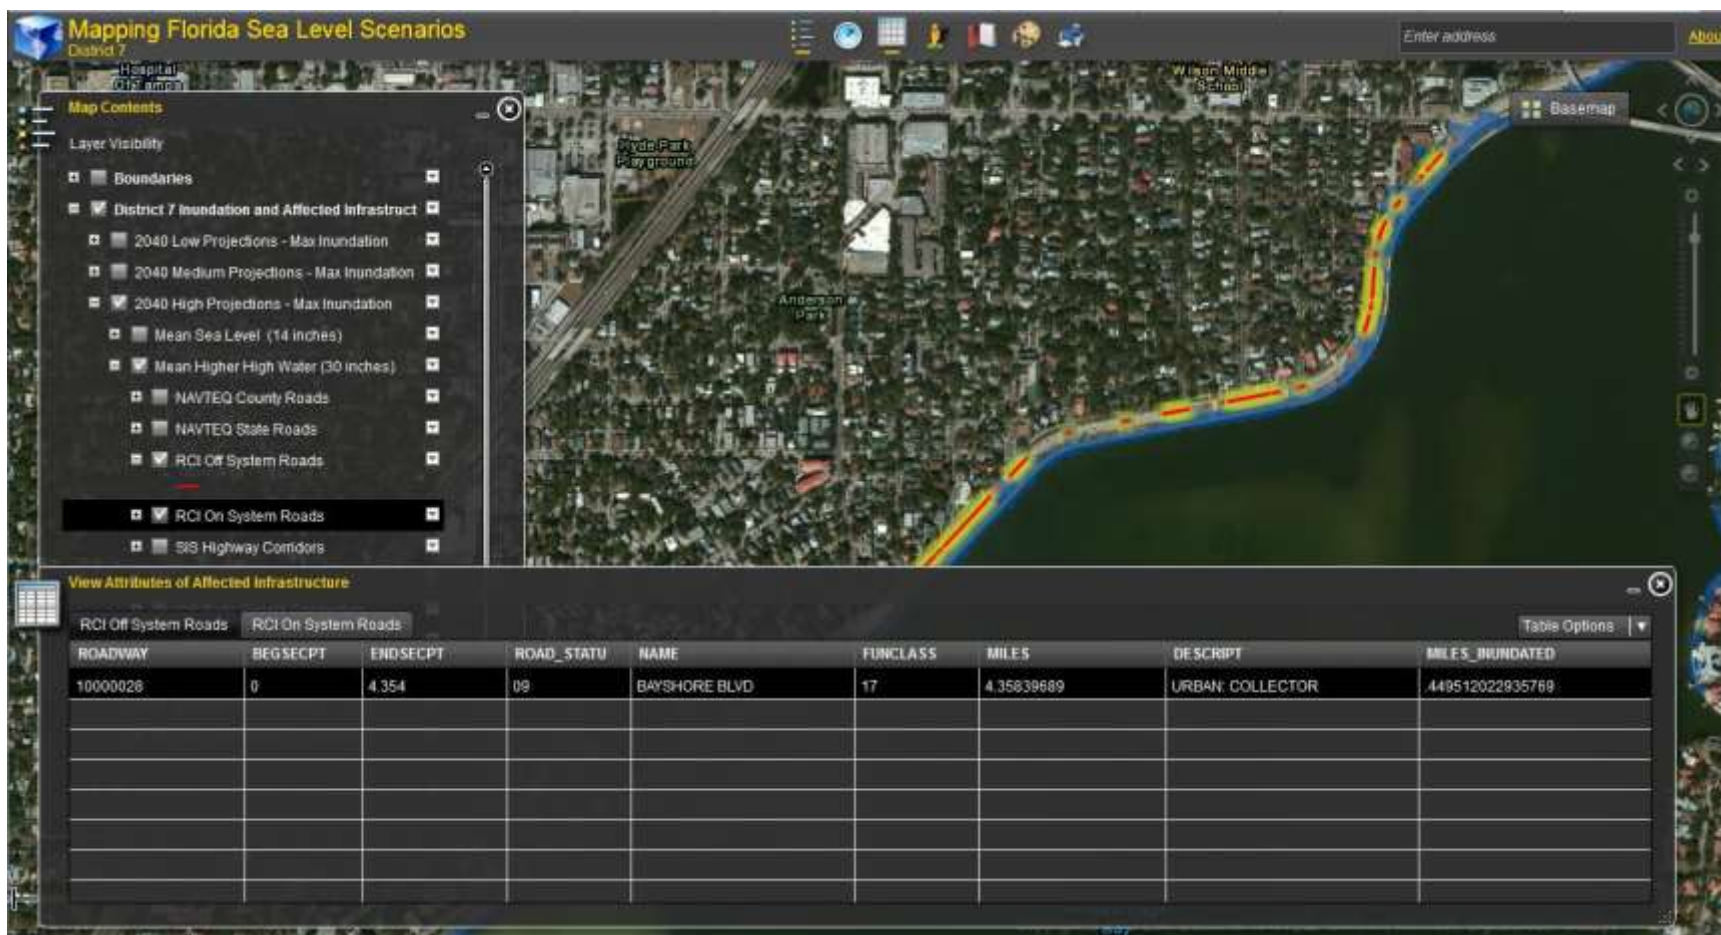 Mapping Florida Sea Level Scenarios
District 7
Enter address
Abou
Hospital
Of Tampa
Wilson Middle
School
Map Contents
Basemap
Layer Visibility
Hyde Park
Playground
Boundaries
District 7 Inundation and Affected Infrastruct
2040 Low Projections - Max Inundation
2040 Medium Projections - Max Inundation
2040 High Projections - Max Inundation
Anderson
Park
Mean Sea Level (14 inches)
Mean Higher High Water (30 inches)
NAVTEQ County Roads
NAVTEQ State Roads
RCI Off System Roads
RCI On System Roads
SIS Highway Corridors
View Attributes of Affected Infrastructure
RCI Off System Roads RCI On System Roads Table Options
ROADWAY BEGSECPT ENDSECPT ROAD_STATU NAME FUNCLASS MILES DESCRIPT MILES_INUNDATED
10000028 0 4.354 09 BAYSHORE BLVD 17 4.35839689 URBAN: COLLECTOR .449512022935769
Bay